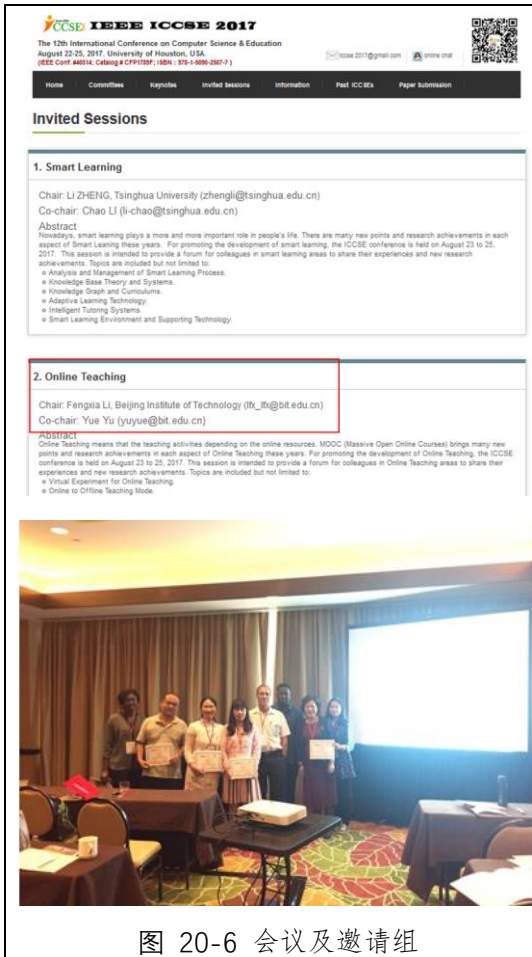 ICCSE IEEE ICCSE 2017
The 12th International Conference on Computer Science & Education
August 22-25, 2017. University of Houston, USA.
(IEEE Conf. #40514; Catalog # CFP1785F; ISBN : 978-1-5090-2507-7 )
iccse.2017@gmail.com online chat
Home Committees Keynotes Invited Sessions Information Past ICCSEs Paper Submission
Invited Sessions
1. Smart Learning
Chair: Li ZHENG, Tsinghua University (zhengli@tsinghua.edu.cn)
Co-chair: Chao LI (li-chao@tsinghua.edu.cn)
Abstract
Nowadays, smart learning plays a more and more important role in people's life. There are many new points and research achievements in each
aspect of Smart Leaning these years. For promoting the development of smart learning, the ICCSE conference is held on August 23 to 25,
2017. This session is intended to provide a forum for colleagues in smart learning areas to share their experiences and new research
achievements. Topics are included but not limited to:
o Analysis and Management of Smart Learning Process.
o Knowledge Base Theory and Systems.
o Knowledge Graph and Curriculums.
o Adaptive Learning Technology.
o Intelligent Tutoring Systems.
o Smart Learning Environment and Supporting Technology.
2. Online Teaching
Chair: Fengxia Li, Beijing Institute of Technology (lfx_lfx@bit.edu.cn)
Co-chair: Yue Yu (yuyue@bit.edu.cn)
Abstract
Online Teaching means that the teaching activities depending on the online resources. MOOC (Massive Open Online Courses) brings many new
points and research achievements in each aspect of Online Teaching these years. For promoting the development of Online Teaching, the ICCSE
conference is held on August 23 to 25, 2017. This session is intended to provide a forum for colleagues in Online Teaching areas to share their
experiences and new research achievements. Topics are included but not limited to:
o Virtual Experiment for Online Teaching.
o Online to Offline Teaching Mode.
图 20-6 会议及邀请组